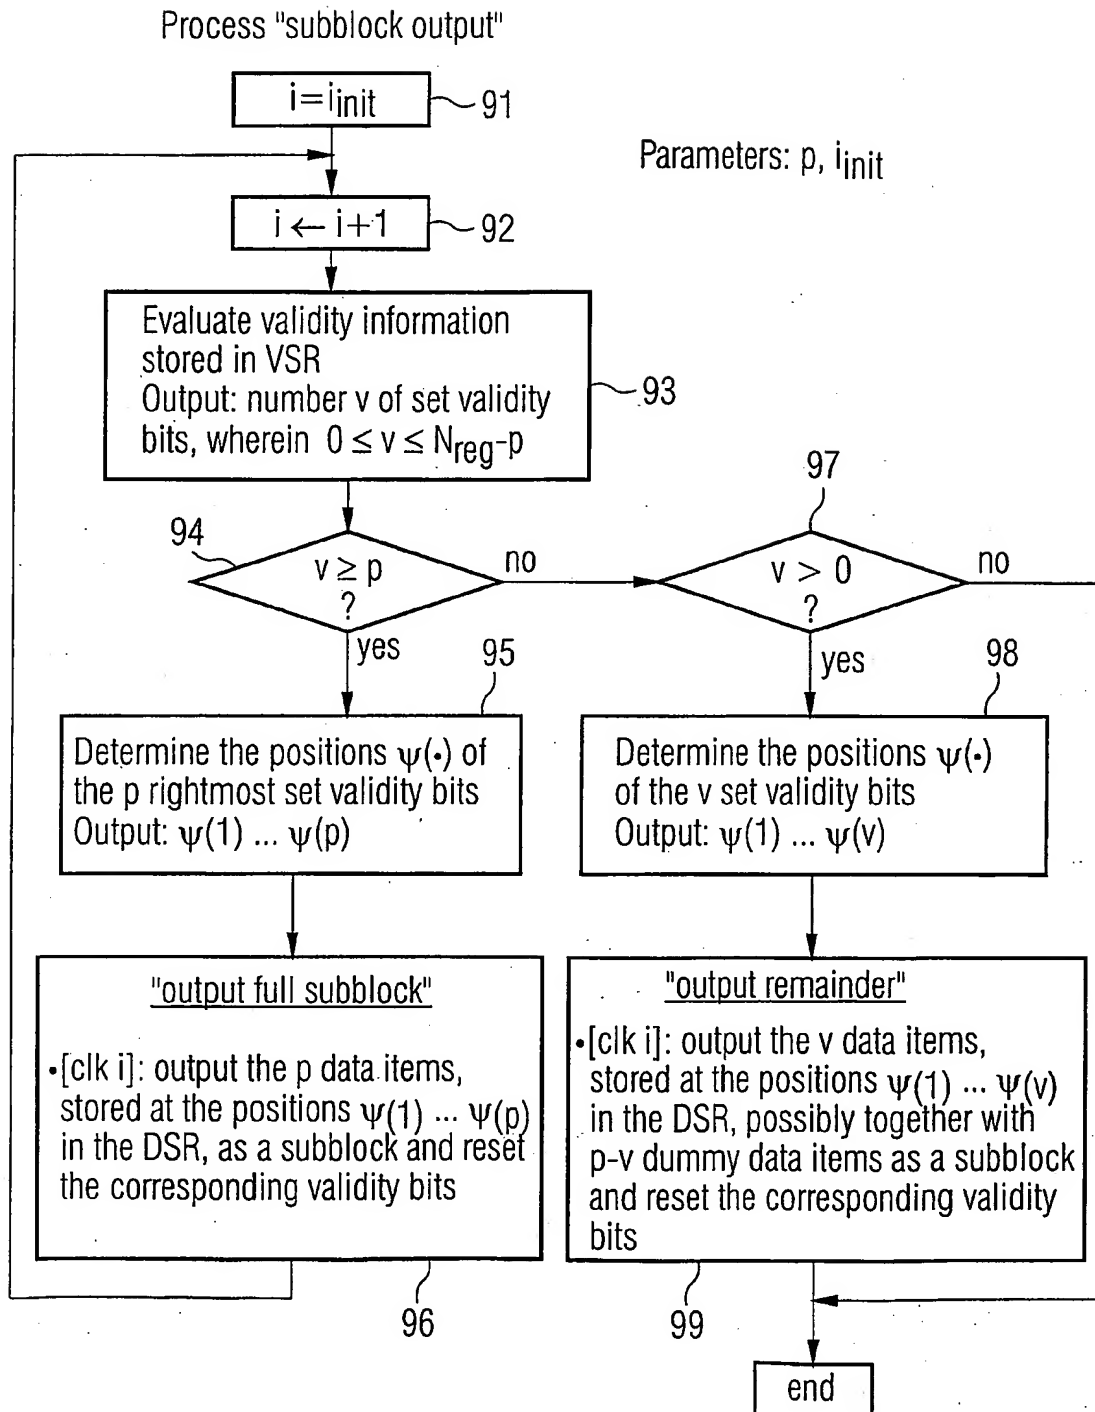 Process "subblock output"
i=i_init
91
Parameters: p, i_init
i ← i+1
92
Evaluate validity information
stored in VSR
Output: number v of set validity
bits, wherein 0 ≤ v ≤ N_reg-p
93
94
v ≥ p
?
no
yes
97
v > 0
?
no
yes
95
Determine the positions ψ(•) of
the p rightmost set validity bits
Output: ψ(1) ... ψ(p)
98
Determine the positions ψ(•)
of the v set validity bits
Output: ψ(1) ... ψ(v)
"output full subblock"
•[clk i]: output the p data items,
stored at the positions ψ(1) ... ψ(p)
in the DSR, as a subblock and reset
the corresponding validity bits
96
"output remainder"
•[clk i]: output the v data items,
stored at the positions ψ(1) ... ψ(v)
in the DSR, possibly together with
p-v dummy data items as a subblock
and reset the corresponding validity
bits
99
end